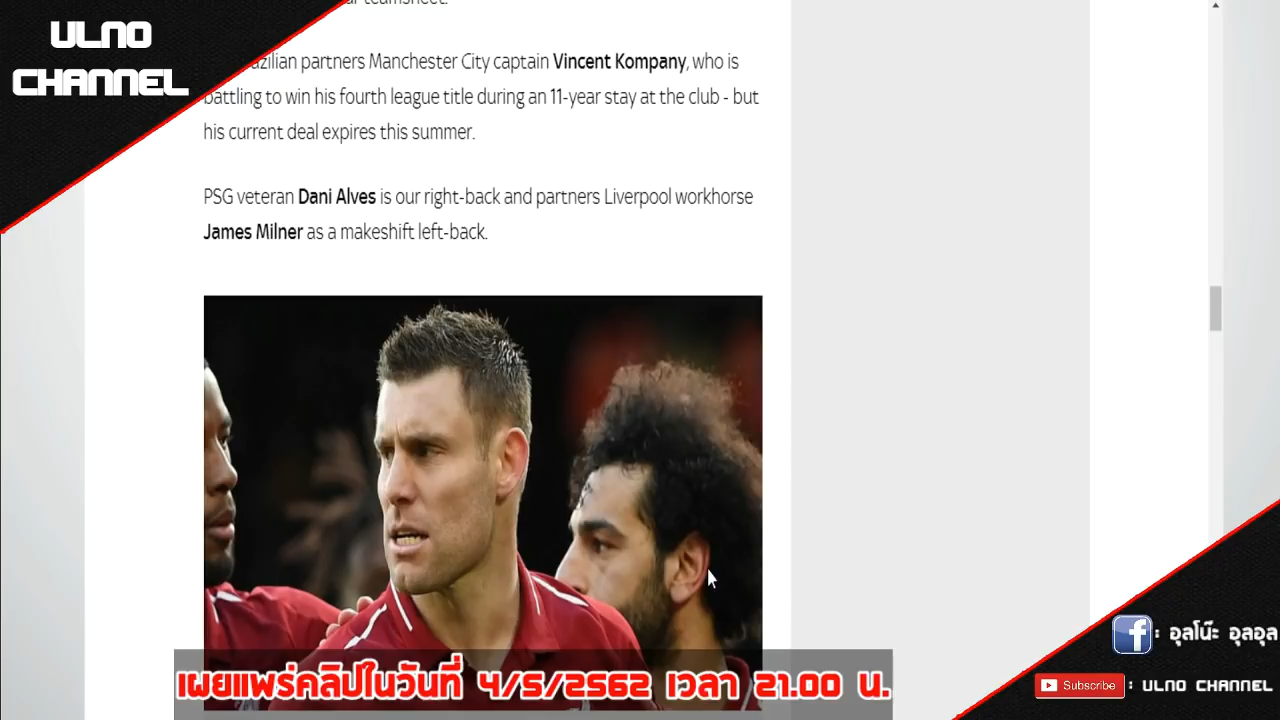 ULNO
CHANNEL
teamsheet.
partners Manchester City captain Vincent Kompany, who is
battling to win his fourth league title during an 11-year stay at the club - but
his current deal expires this summer.
PSG veteran Dani Alves is our right-back and partners Liverpool workhorse
James Milner as a makeshift left-back.
เผยแพร่คลิปในวันที่ 4/5/2562 เวลา 21.00 น.
: อุลโน๊ะ อุลอุล
Subscribe : ULNO CHANNEL